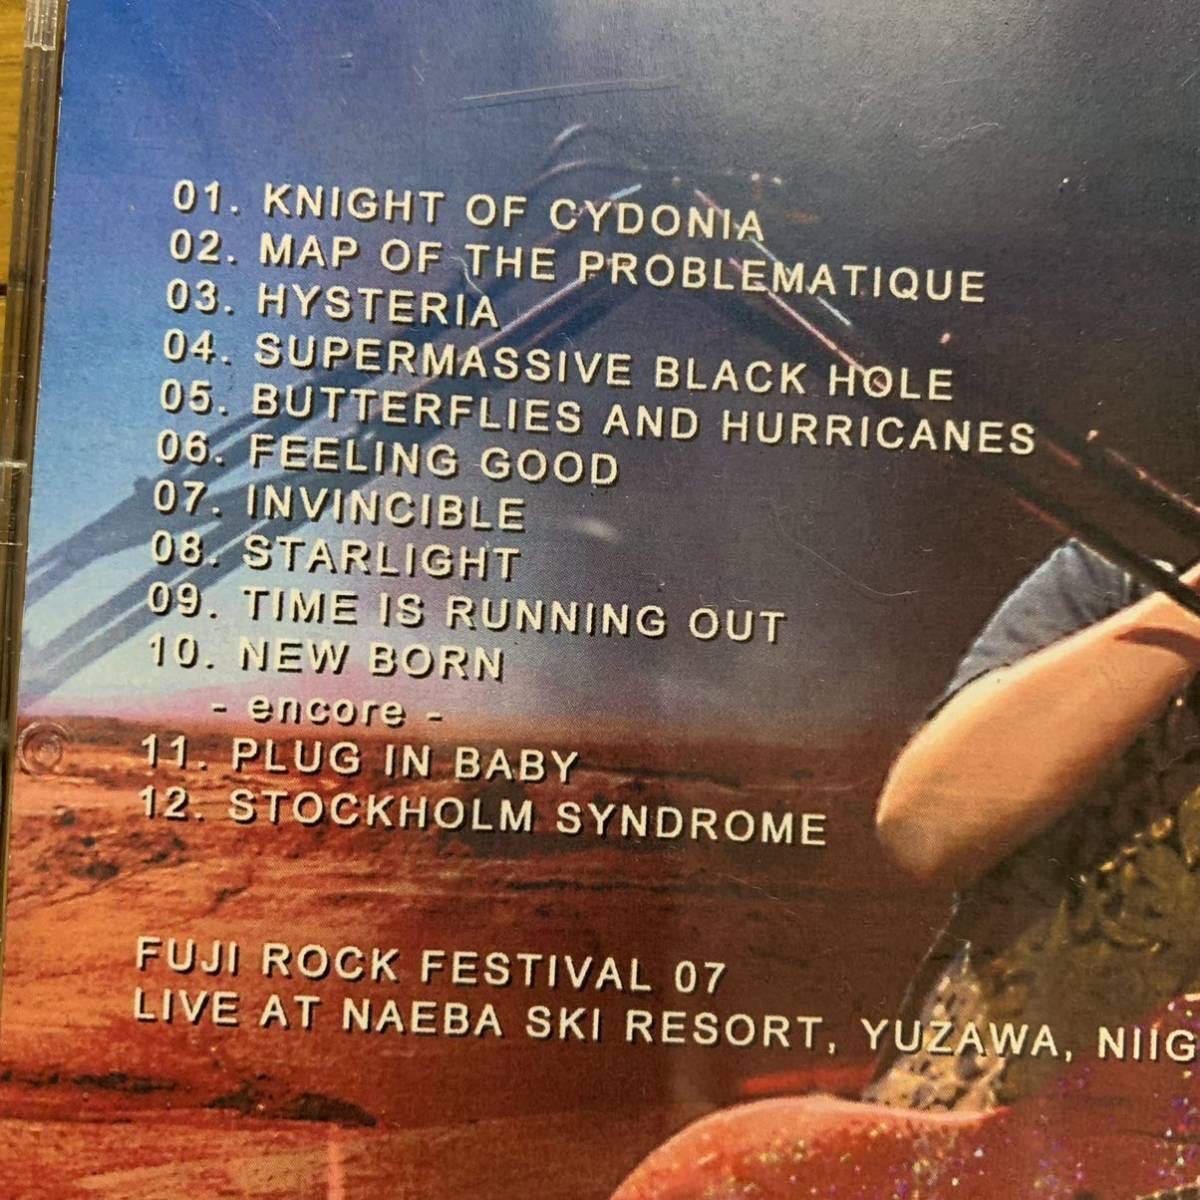 01. KNIGHT OF CYDONIA
02. MAP OF THE PROBLEMATIQUE
03. HYSTERIA
04. SUPERMASSIVE BLACK HOLE
05. BUTTERFLIES AND HURRICANES
06. FEELING GOOD
07. INVINCIBLE
08. STARLIGHT
09. TIME IS RUNNING OUT
10. NEW BORN
- encore -
11. PLUG IN BABY
12. STOCKHOLM SYNDROME
FUJI ROCK FESTIVAL 07
LIVE AT NAEBA SKI RESORT, YUZAWA, NIIG